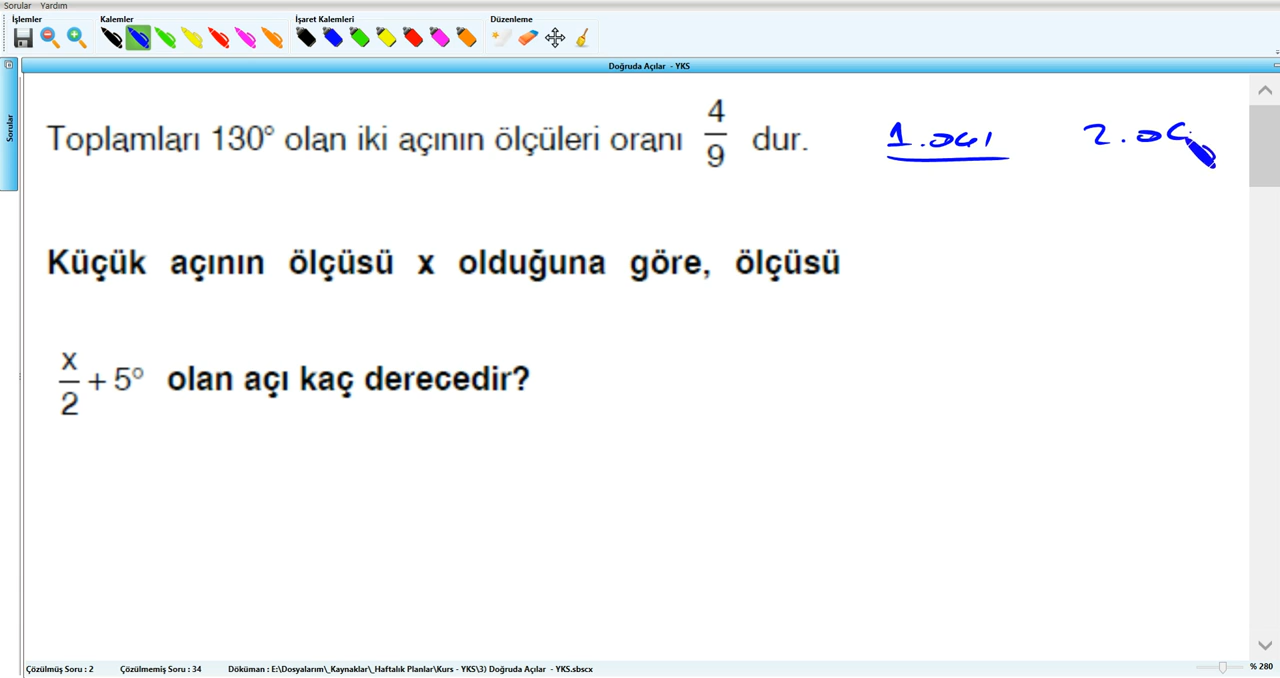 Sorular Yardım
İşlemler Kalemler İşaret Kalemleri Düzenleme
Doğruda Açılar - YKS
Sorular
Toplamları 130° olan iki açının ölçüleri oranı 4/9 dur.
1. açı 2. aç
Küçük açının ölçüsü x olduğuna göre, ölçüsü
x/2 + 5° olan açı kaç derecedir?
Çözülmüş Soru : 2 Çözülmemiş Soru : 34 Döküman : E:\Dosyalarım\_Kaynaklar\_Haftalık Planlar\Kurs - YKS\3) Doğruda Açılar - YKS.sbscx % 280